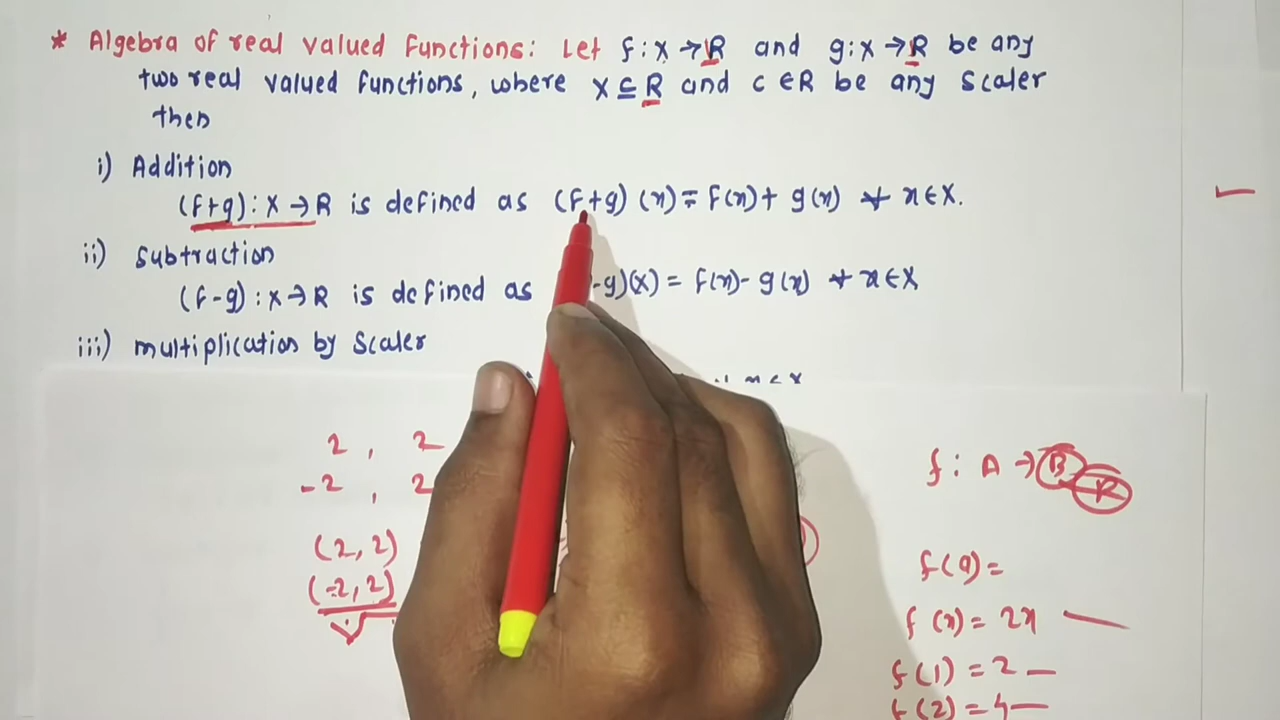 * Algebra of real valued functions: Let f:X→R and g:X→R be any
two real valued functions, where X⊆R and c∈R be any Scaler
then
i) Addition
(f+g): X→R is defined as (f+g)(x)=f(x)+g(x) ∀ x∈X.
ii) Subtraction
(f-g): X→R is defined as -g)(x)=f(x)-g(x) ∀ x∈X
iii) multiplication by Scaler
2, 2
-2, 2
(2,2)
(-2,2)
f: A→B R
f(a)=
f(x)=2x
f(1)=2
f(2)=4